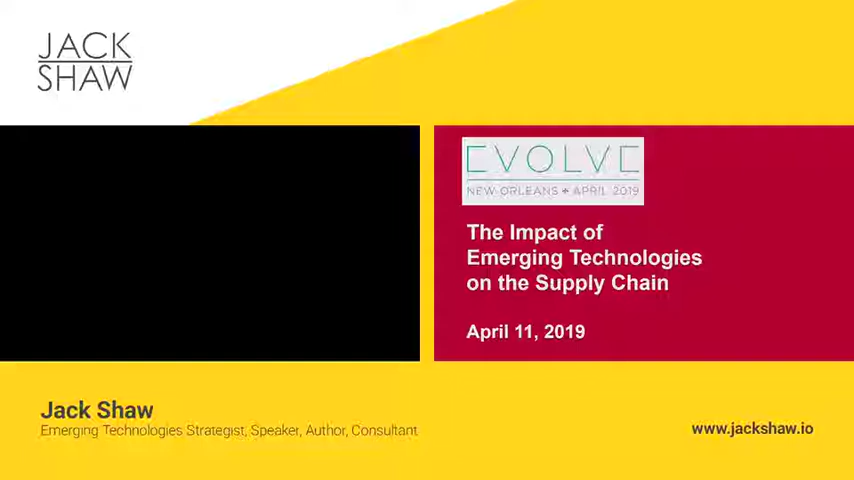 JACK
SHAW
EVOLVE
NEW ORLEANS ⚜ APRIL 2019
The Impact of
Emerging Technologies
on the Supply Chain
April 11, 2019
Jack Shaw
Emerging Technologies Strategist, Speaker, Author, Consultant
www.jackshaw.io